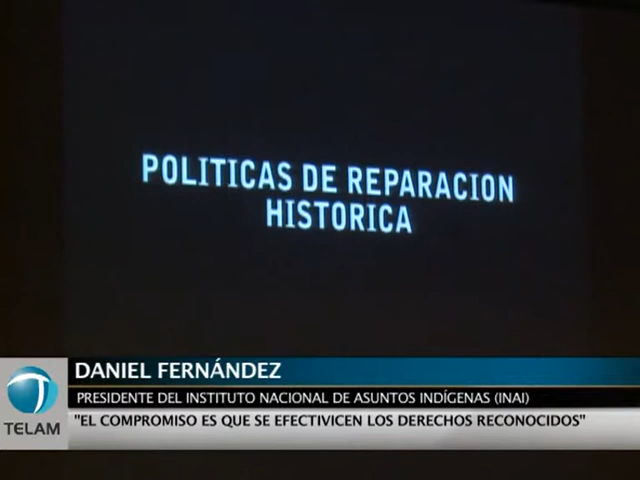 POLITICAS DE REPARACION
HISTORICA
DANIEL FERNÁNDEZ
PRESIDENTE DEL INSTITUTO NACIONAL DE ASUNTOS INDÍGENAS (INAI)
"EL COMPROMISO ES QUE SE EFECTIVICEN LOS DERECHOS RECONOCIDOS"
TELAM